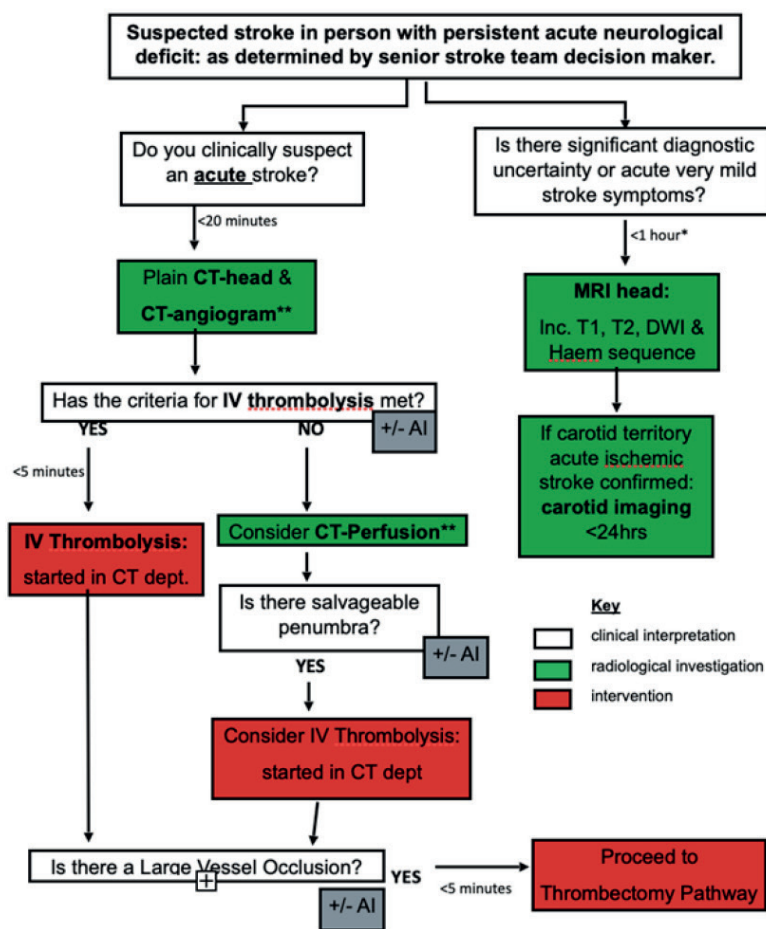 Suspected stroke in person with persistent acute neurological
deficit: as determined by senior stroke team decision maker.
Do you clinically suspect
an acute stroke?
Is there significant diagnostic
uncertainty or acute very mild
stroke symptoms?
<20 minutes
<1 hour*
Plain CT-head &
CT-angiogram**
MRI head:
Inc. T1, T2, DWI &
Haem sequence
Has the criteria for IV thrombolysis met?
+/- AI
YES
NO
If carotid territory
acute ischemic
stroke confirmed:
carotid imaging
<24hrs
<5 minutes
IV Thrombolysis:
started in CT dept.
Consider CT-Perfusion**
Is there salvageable
penumbra?
+/- AI
YES
Key
clinical interpretation
radiological investigation
intervention
Consider IV Thrombolysis:
started in CT dept
Is there a Large Vessel Occlusion?
+/- AI
YES
<5 minutes
Proceed to
Thrombectomy Pathway